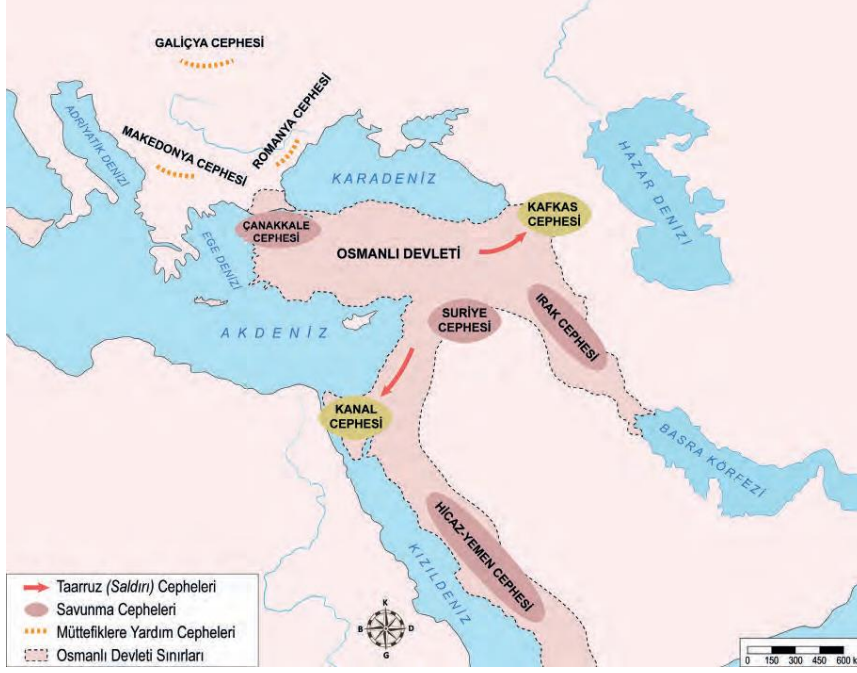 GALİÇYA CEPHESİ
ROMANYA CEPHESİ
MAKEDONYA CEPHESİ
ADRİYATİK DENİZİ
KARADENİZ
HAZAR DENİZİ
KAFKAS
CEPHESİ
ÇANAKKALE
CEPHESİ
OSMANLI DEVLETİ
EGE DENİZİ
SURİYE
CEPHESİ
IRAK CEPHESİ
AKDENİZ
KANAL
CEPHESİ
BASRA KÖRFEZİ
HİCAZ-YEMEN CEPHESİ
KIZILDENİZ
Taarruz (Saldırı) Cepheleri
Savunma Cepheleri
Müttefiklere Yardım Cepheleri
Osmanlı Devleti Sınırları
K
B D
G
0 150 300 450 600 k